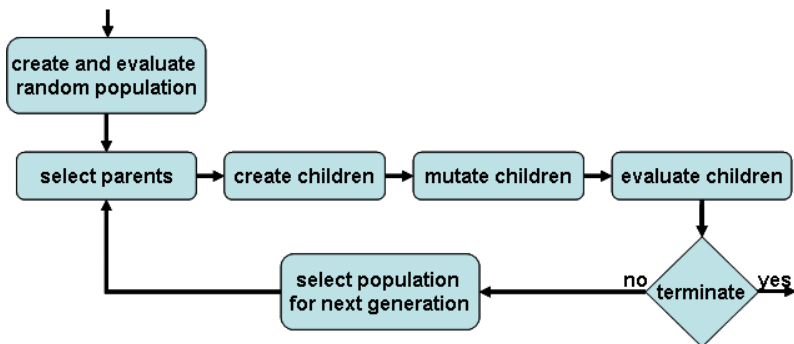 create and evaluate
random population
select parents
create children
mutate children
evaluate children
terminate
no
yes
select population
for next generation